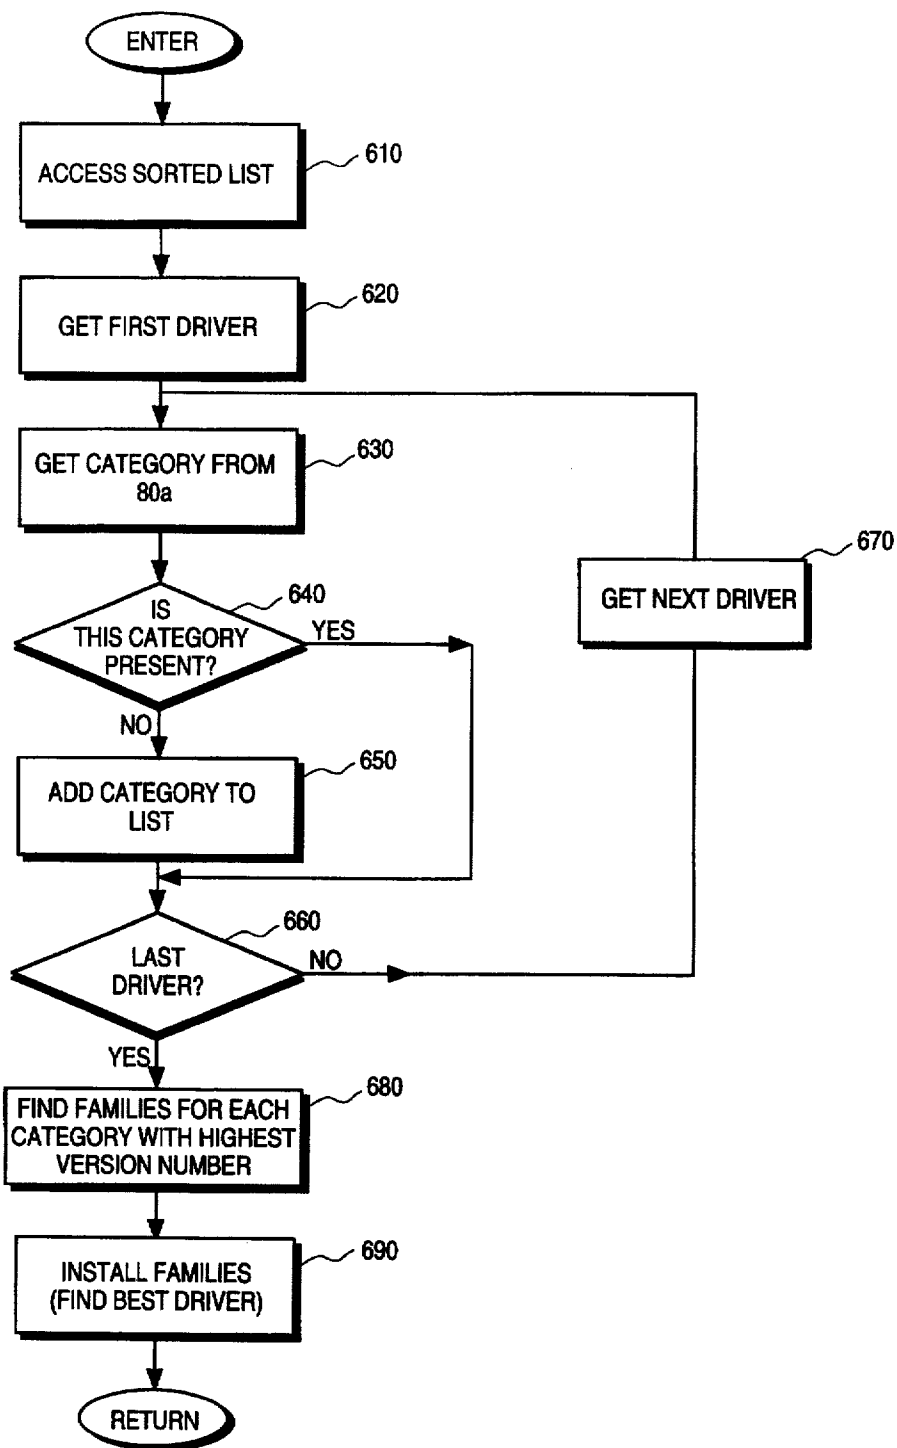 ENTER
ACCESS SORTED LIST
610
GET FIRST DRIVER
620
GET CATEGORY FROM
80a
630
IS
THIS CATEGORY
PRESENT?
640
YES
NO
670
GET NEXT DRIVER
ADD CATEGORY TO
LIST
650
LAST
DRIVER?
660
NO
YES
FIND FAMILIES FOR EACH
CATEGORY WITH HIGHEST
VERSION NUMBER
680
INSTALL FAMILIES
(FIND BEST DRIVER)
690
RETURN